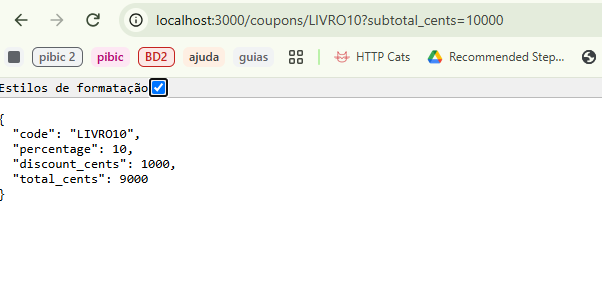 localhost:3000/coupons/LIVRO10?subtotal_cents=10000
pibic 2 pibic BD2 ajuda guias HTTP Cats Recommended Step...
Estilos de formatação
{
"code": "LIVRO10",
"percentage": 10,
"discount_cents": 1000,
"total_cents": 9000
}